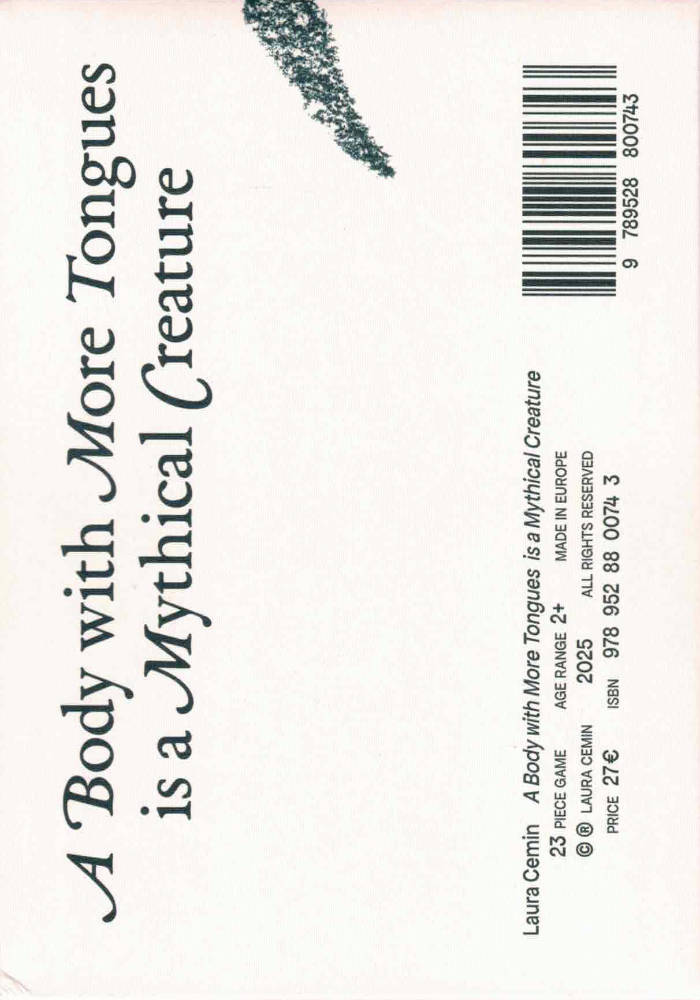 A Body with More Tongues
is a Mythical Creature
Laura Cemin A Body with More Tongues is a Mythical Creature
23 PIECE GAME AGE RANGE 2+ MADE IN EUROPE
© ® LAURA CEMIN 2025 ALL RIGHTS RESERVED
PRICE 27€ ISBN 978 952 88 0074 3
9 789528 800743